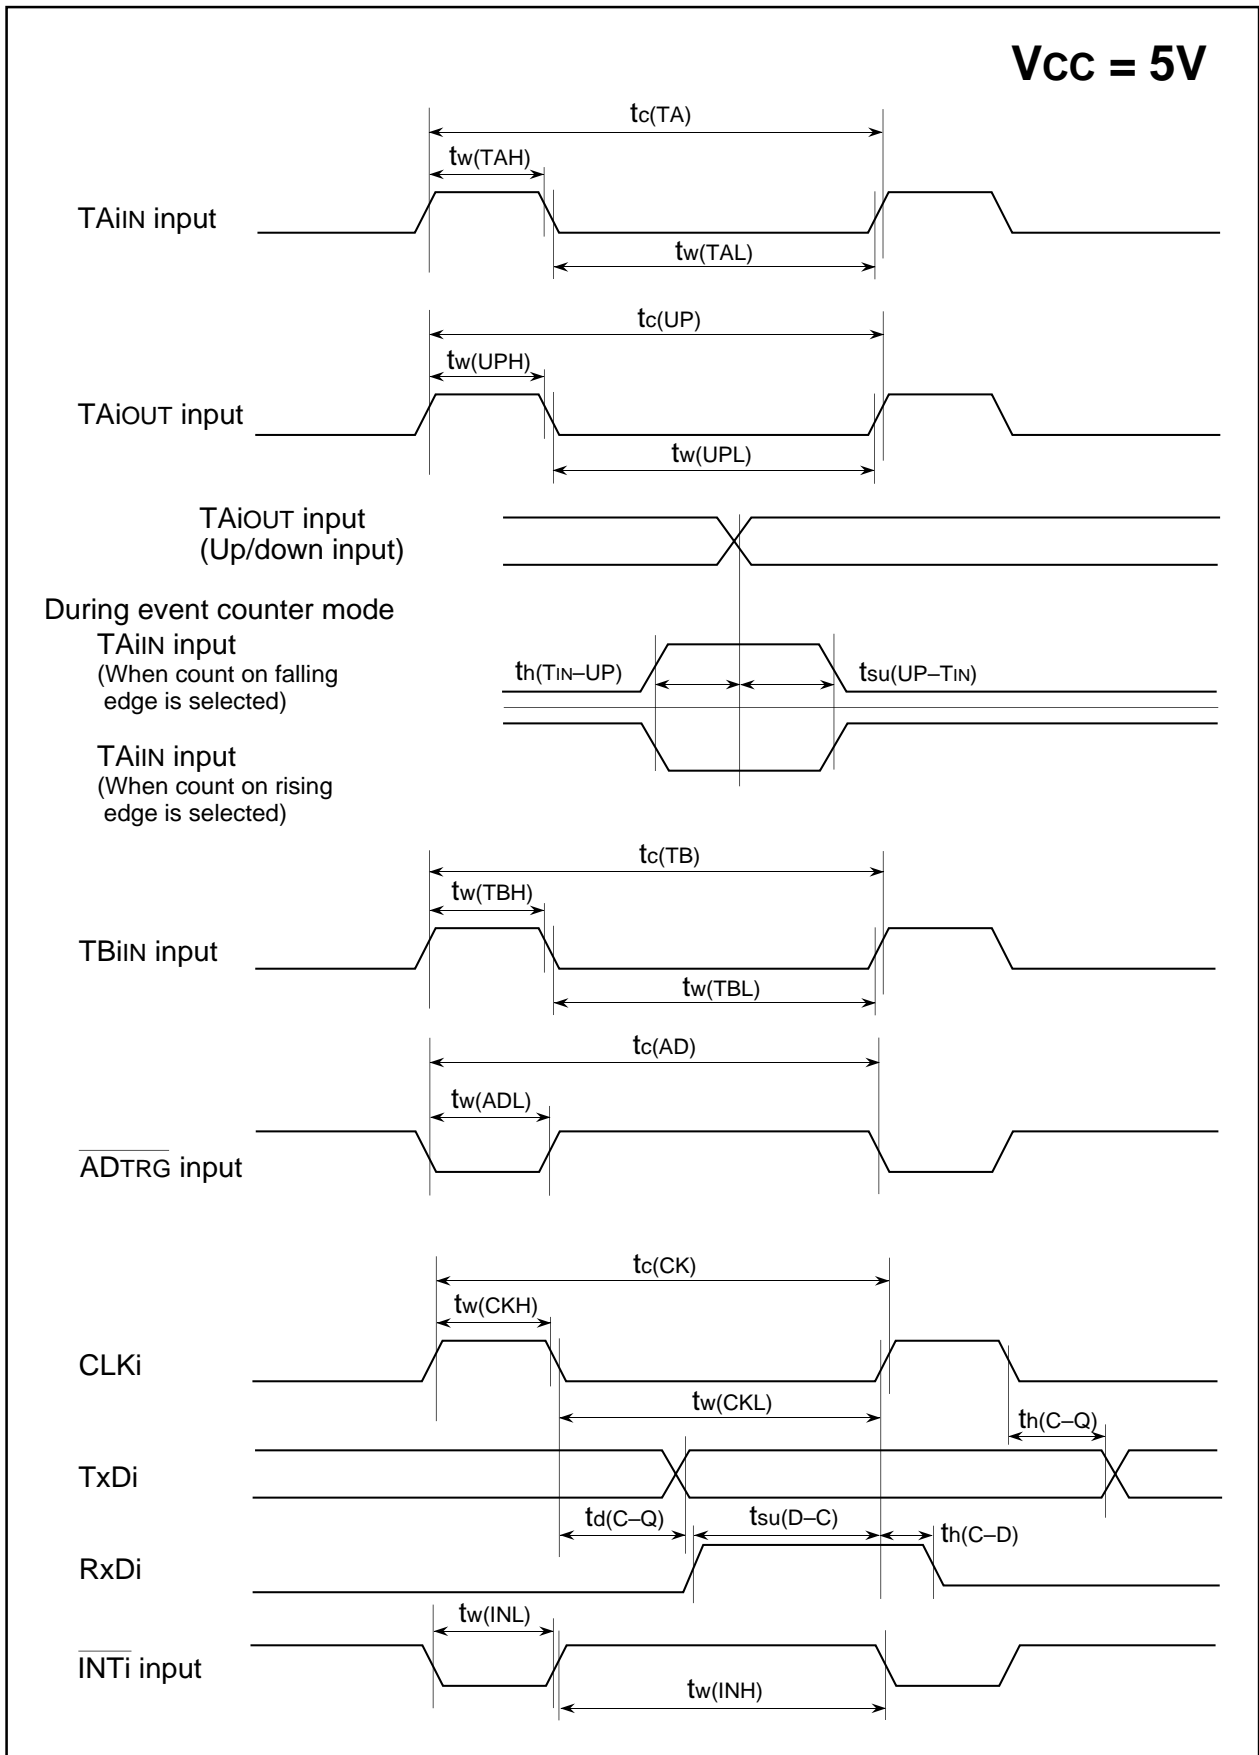 VCC = 5V
tc(TA)
tw(TAH)
TAiIN input
tw(TAL)
tc(UP)
tw(UPH)
TAiOUT input
tw(UPL)
TAiOUT input
(Up/down input)
During event counter mode
TAiIN input
(When count on falling
edge is selected)
th(TIN–UP)
tsu(UP–TIN)
TAiIN input
(When count on rising
edge is selected)
tc(TB)
tw(TBH)
TBiIN input
tw(TBL)
tc(AD)
tw(ADL)
ADTRG input
tc(CK)
tw(CKH)
CLKi
tw(CKL)
th(C–Q)
TxDi
td(C–Q)
tsu(D–C)
th(C–D)
RxDi
tw(INL)
INTi input
tw(INH)